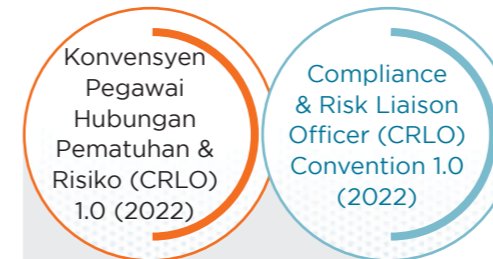 Konvensyen
Pegawai
Hubungan
Pematuhan &
Risiko (CRLO)
1.0 (2022)
Compliance
& Risk Liaison
Officer (CRLO)
Convention 1.0
(2022)